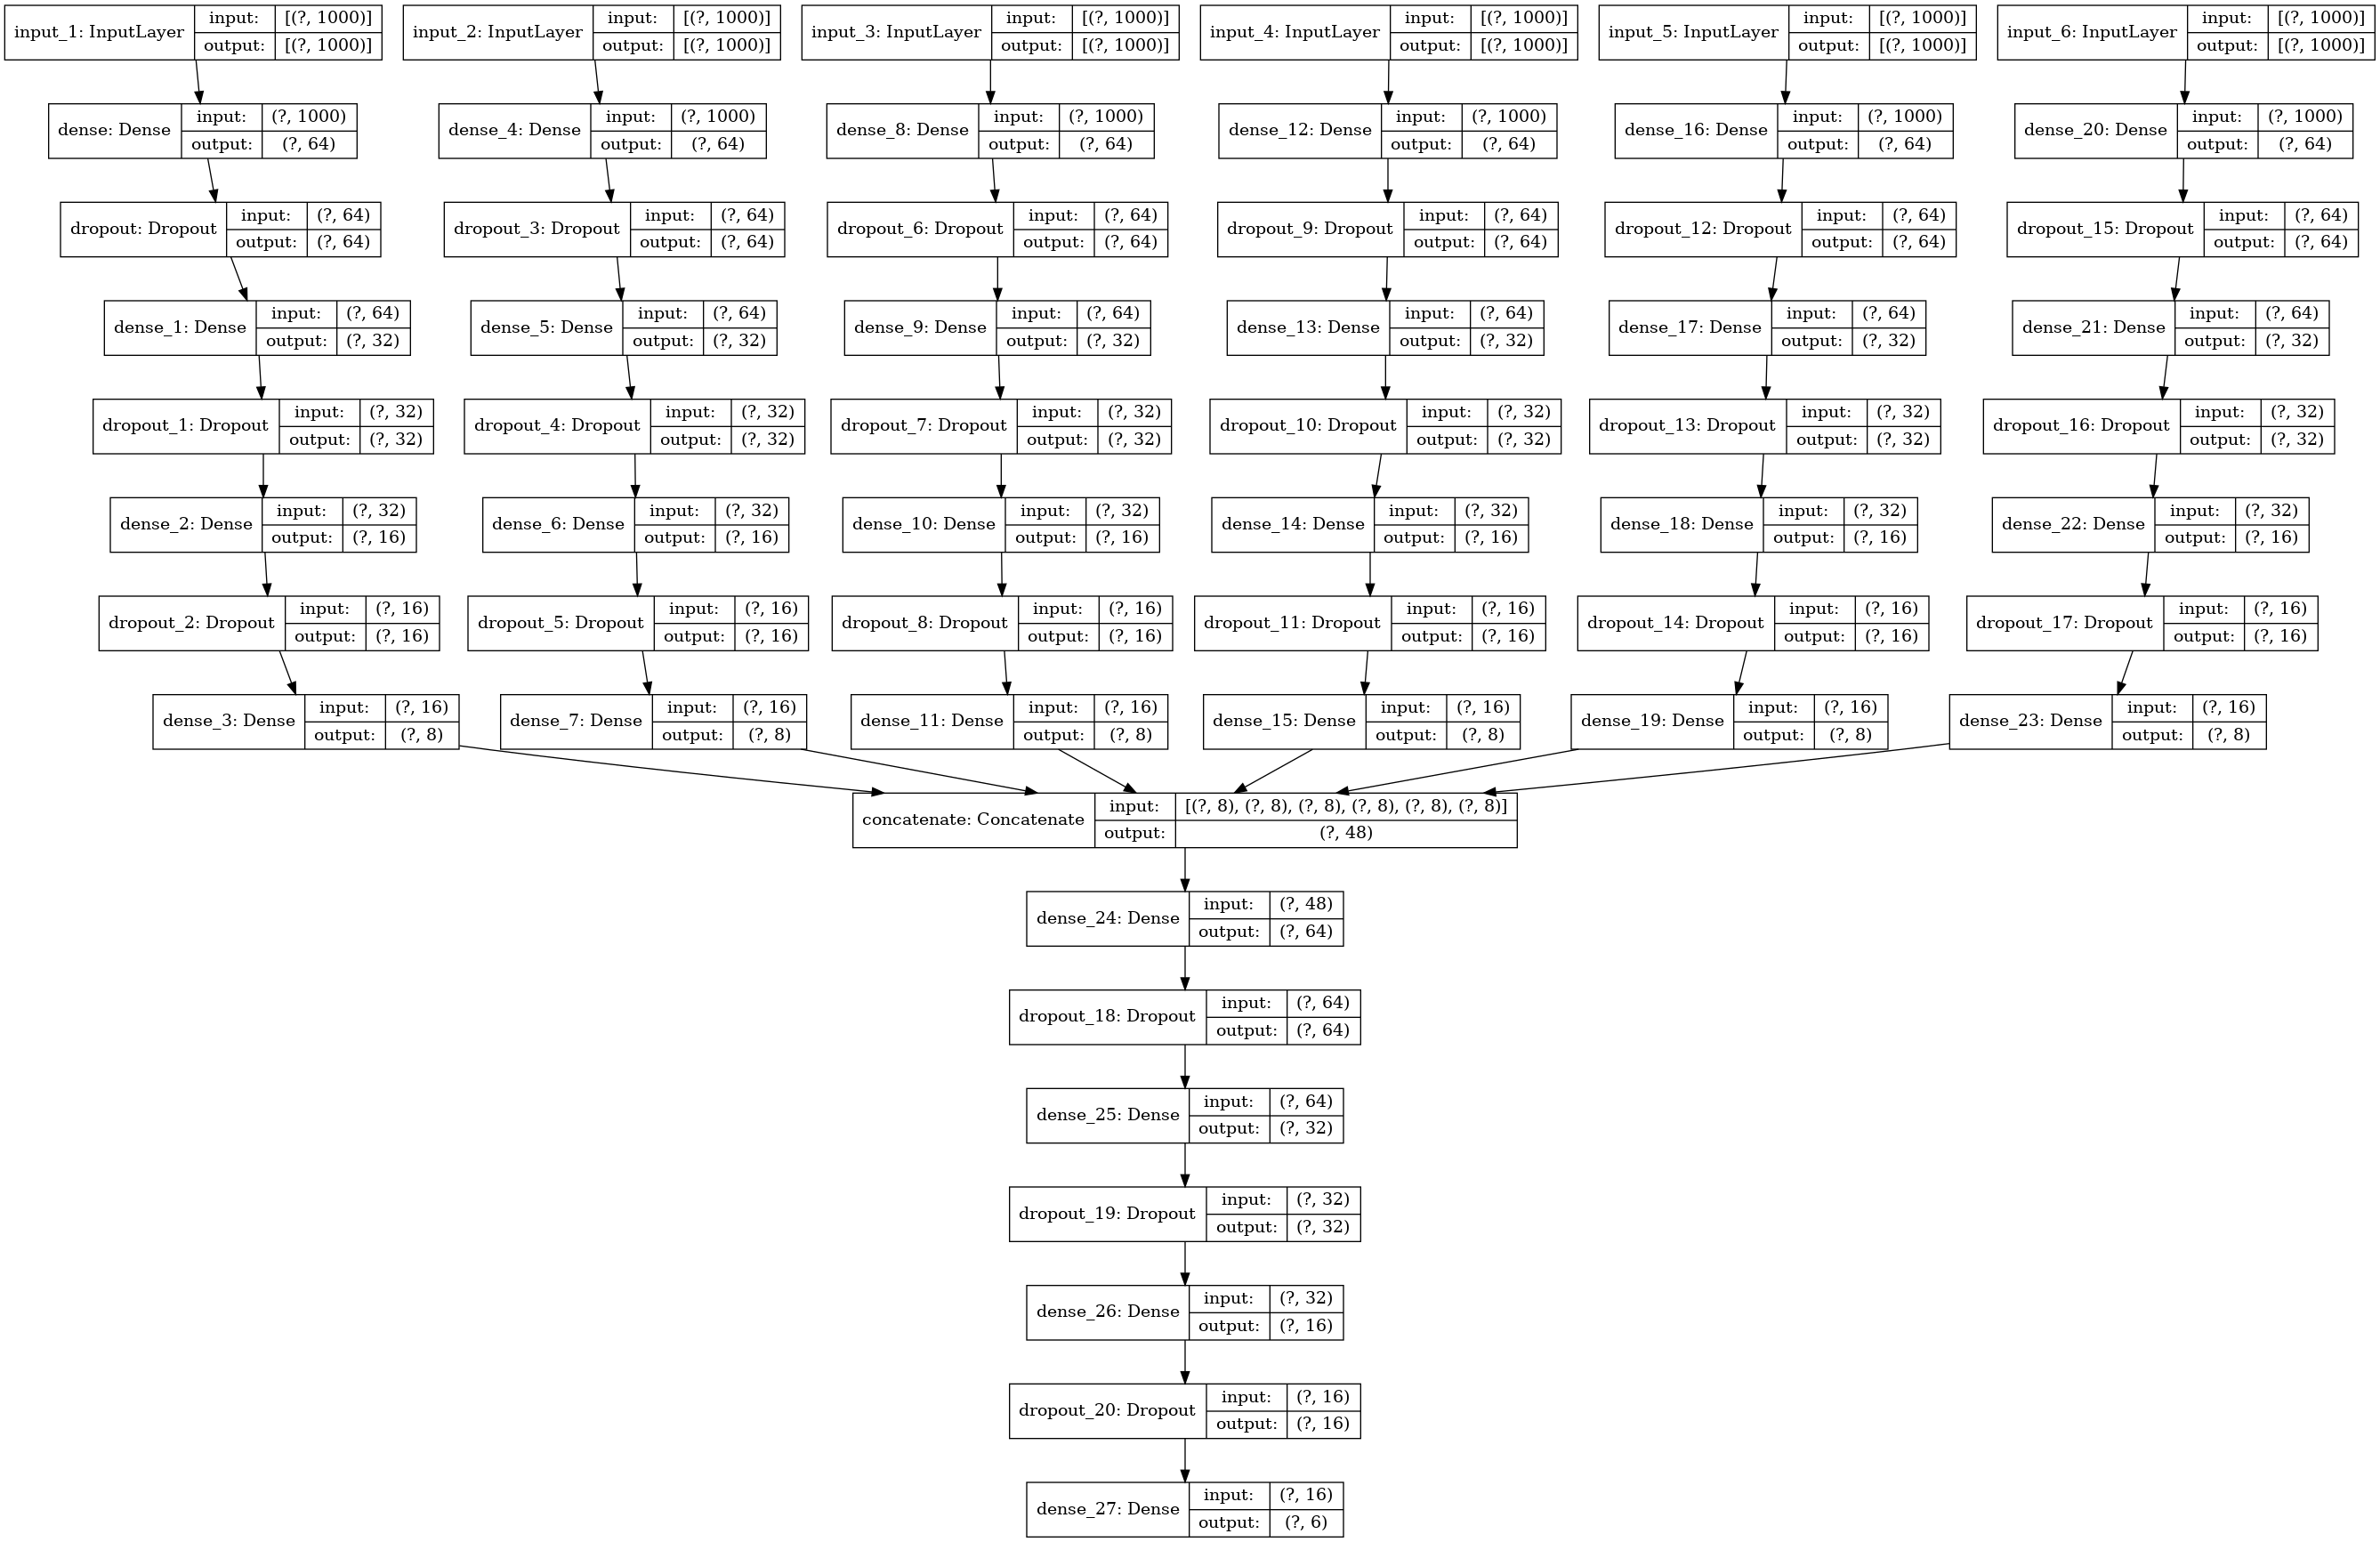 input_1: InputLayer input: [(?, 1000)] output: [(?, 1000)]
input_2: InputLayer input: [(?, 1000)] output: [(?, 1000)]
input_3: InputLayer input: [(?, 1000)] output: [(?, 1000)]
input_4: InputLayer input: [(?, 1000)] output: [(?, 1000)]
input_5: InputLayer input: [(?, 1000)] output: [(?, 1000)]
input_6: InputLayer input: [(?, 1000)] output: [(?, 1000)]
dense: Dense input: (?, 1000) output: (?, 64)
dense_4: Dense input: (?, 1000) output: (?, 64)
dense_8: Dense input: (?, 1000) output: (?, 64)
dense_12: Dense input: (?, 1000) output: (?, 64)
dense_16: Dense input: (?, 1000) output: (?, 64)
dense_20: Dense input: (?, 1000) output: (?, 64)
dropout: Dropout input: (?, 64) output: (?, 64)
dropout_3: Dropout input: (?, 64) output: (?, 64)
dropout_6: Dropout input: (?, 64) output: (?, 64)
dropout_9: Dropout input: (?, 64) output: (?, 64)
dropout_12: Dropout input: (?, 64) output: (?, 64)
dropout_15: Dropout input: (?, 64) output: (?, 64)
dense_1: Dense input: (?, 64) output: (?, 32)
dense_5: Dense input: (?, 64) output: (?, 32)
dense_9: Dense input: (?, 64) output: (?, 32)
dense_13: Dense input: (?, 64) output: (?, 32)
dense_17: Dense input: (?, 64) output: (?, 32)
dense_21: Dense input: (?, 64) output: (?, 32)
dropout_1: Dropout input: (?, 32) output: (?, 32)
dropout_4: Dropout input: (?, 32) output: (?, 32)
dropout_7: Dropout input: (?, 32) output: (?, 32)
dropout_10: Dropout input: (?, 32) output: (?, 32)
dropout_13: Dropout input: (?, 32) output: (?, 32)
dropout_16: Dropout input: (?, 32) output: (?, 32)
dense_2: Dense input: (?, 32) output: (?, 16)
dense_6: Dense input: (?, 32) output: (?, 16)
dense_10: Dense input: (?, 32) output: (?, 16)
dense_14: Dense input: (?, 32) output: (?, 16)
dense_18: Dense input: (?, 32) output: (?, 16)
dense_22: Dense input: (?, 32) output: (?, 16)
dropout_2: Dropout input: (?, 16) output: (?, 16)
dropout_5: Dropout input: (?, 16) output: (?, 16)
dropout_8: Dropout input: (?, 16) output: (?, 16)
dropout_11: Dropout input: (?, 16) output: (?, 16)
dropout_14: Dropout input: (?, 16) output: (?, 16)
dropout_17: Dropout input: (?, 16) output: (?, 16)
dense_3: Dense input: (?, 16) output: (?, 8)
dense_7: Dense input: (?, 16) output: (?, 8)
dense_11: Dense input: (?, 16) output: (?, 8)
dense_15: Dense input: (?, 16) output: (?, 8)
dense_19: Dense input: (?, 16) output: (?, 8)
dense_23: Dense input: (?, 16) output: (?, 8)
concatenate: Concatenate input: [(?, 8), (?, 8), (?, 8), (?, 8), (?, 8), (?, 8)] output: (?, 48)
dense_24: Dense input: (?, 48) output: (?, 64)
dropout_18: Dropout input: (?, 64) output: (?, 64)
dense_25: Dense input: (?, 64) output: (?, 32)
dropout_19: Dropout input: (?, 32) output: (?, 32)
dense_26: Dense input: (?, 32) output: (?, 16)
dropout_20: Dropout input: (?, 16) output: (?, 16)
dense_27: Dense input: (?, 16) output: (?, 6)